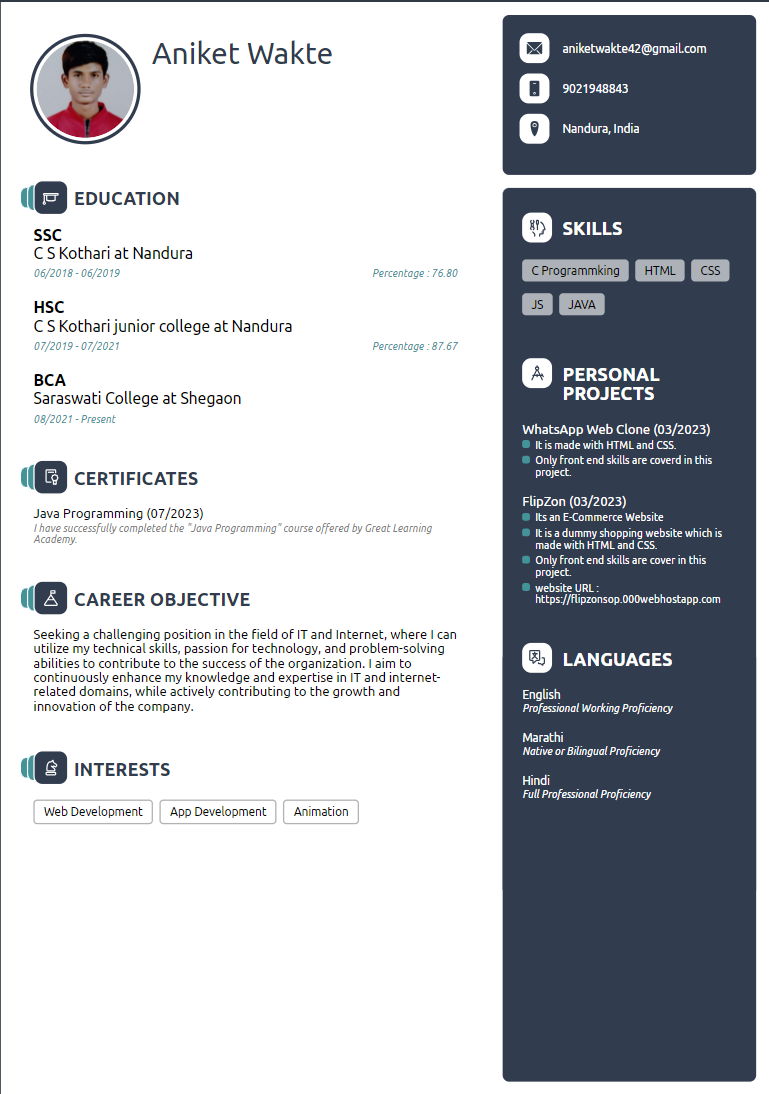 Aniket Wakte
aniketwakte42@gmail.com
9021948843
Nandura, India
EDUCATION
SSC
C S Kothari at Nandura
06/2018 - 06/2019
Percentage : 76.80
HSC
C S Kothari junior college at Nandura
07/2019 - 07/2021
Percentage : 87.67
BCA
Saraswati College at Shegaon
08/2021 - Present
CERTIFICATES
Java Programming (07/2023)
I have successfully completed the "Java Programming" course offered by Great Learning
Academy.
CAREER OBJECTIVE
Seeking a challenging position in the field of IT and Internet, where I can
utilize my technical skills, passion for technology, and problem-solving
abilities to contribute to the success of the organization. I aim to
continuously enhance my knowledge and expertise in IT and internet-
related domains, while actively contributing to the growth and
innovation of the company.
INTERESTS
Web Development
App Development
Animation
SKILLS
C Programmking
HTML
CSS
JS
JAVA
PERSONAL
PROJECTS
WhatsApp Web Clone (03/2023)
It is made with HTML and CSS.
Only front end skills are coverd in this
project.
FlipZon (03/2023)
Its an E-Commerce Website
It is a dummy shopping website which is
made with HTML and CSS.
Only front end skills are cover in this
project.
website URL :
https://flipzonsop.000webhostapp.com
LANGUAGES
English
Professional Working Proficiency
Marathi
Native or Bilingual Proficiency
Hindi
Full Professional Proficiency